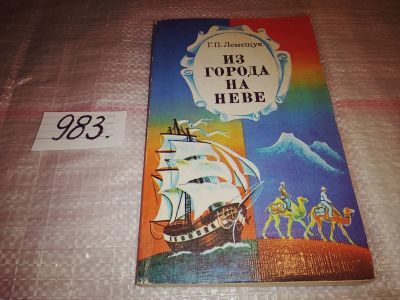 983.
Г.П. Лемещук
ИЗ
ГОРОДА
НА
НЕВЕ